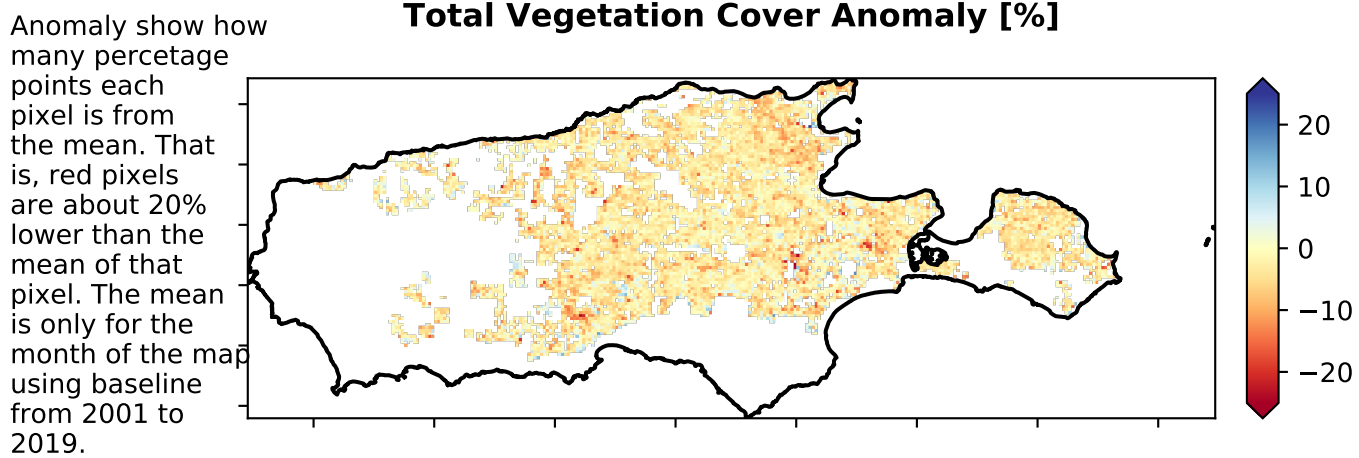 Total Vegetation Cover Anomaly [%]
Anomaly show how
many percetage
points each
pixel is from
the mean. That
is, red pixels
are about 20%
lower than the
mean of that
pixel. The mean
is only for the
month of the map
using baseline
from 2001 to
2019.
20
10
0
−10
−20